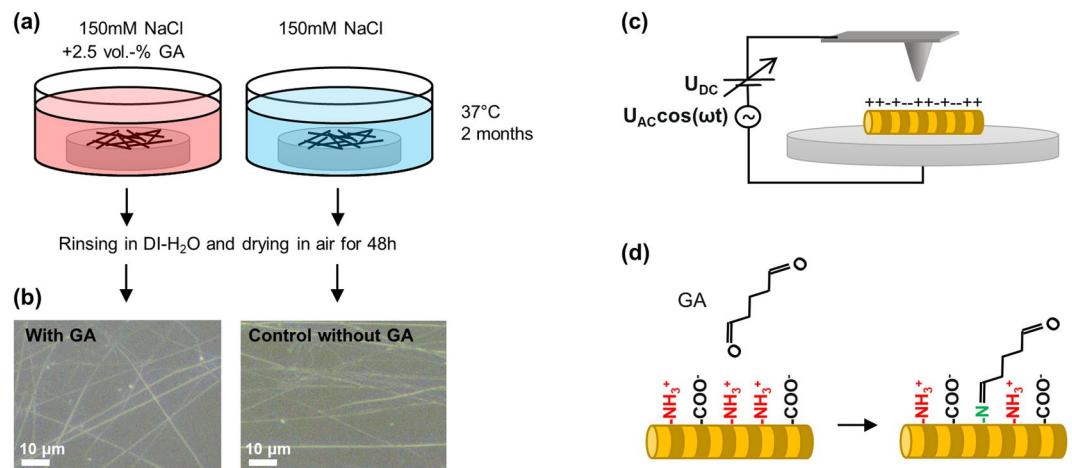 (a)
150mM NaCl
+2.5 vol.-% GA
150mM NaCl
37°C
2 months
Rinsing in DI-H₂O and drying in air for 48h
(b)
With GA
10 µm
Control without GA
10 µm
(c)
U_DC
U_ACcos(ωt)
~
++-+--++-+--++
(d)
GA
O
O
-NH₃⁺
-COO⁻
-NH₃⁺
-NH₃⁺
-COO⁻
O
-NH₃⁺
-COO⁻
-N
-NH₃⁺
-COO⁻